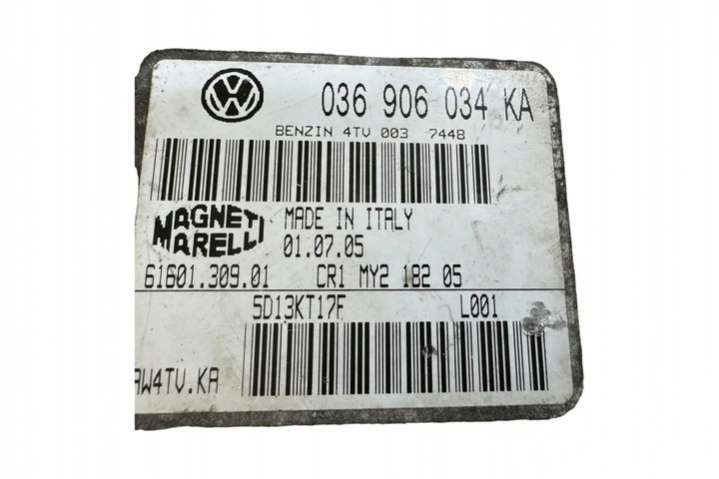 036 906 034 KA
BENZIN 4TV 003 7448
MAGNETI
MARELLI
MADE IN ITALY
01.07.05
61601.309.01 CR1 MY2 182 05
5D13KT17F L001
AW4TV.KA